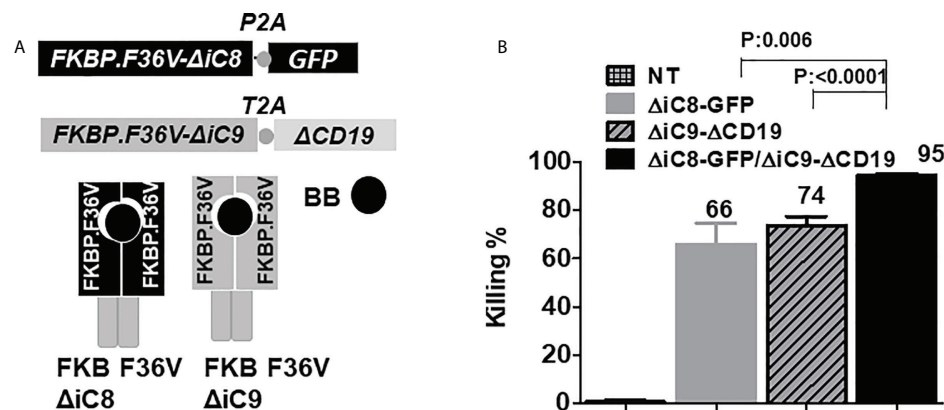 A
P2A
FKBP.F36V-ΔiC8
GFP
T2A
FKBP.F36V-ΔiC9
ΔCD19
FKBP.F36V
FKBP.F36V
FKBP.F36V
FKBP.F36V
BB
FKB F36V
ΔiC8
FKB F36V
ΔiC9
B
P:0.006
P:<0.0001
NT
ΔiC8-GFP
ΔiC9-ΔCD19
ΔiC8-GFP/ΔiC9-ΔCD19
Killing %
100
80
60
40
20
0
66
74
95